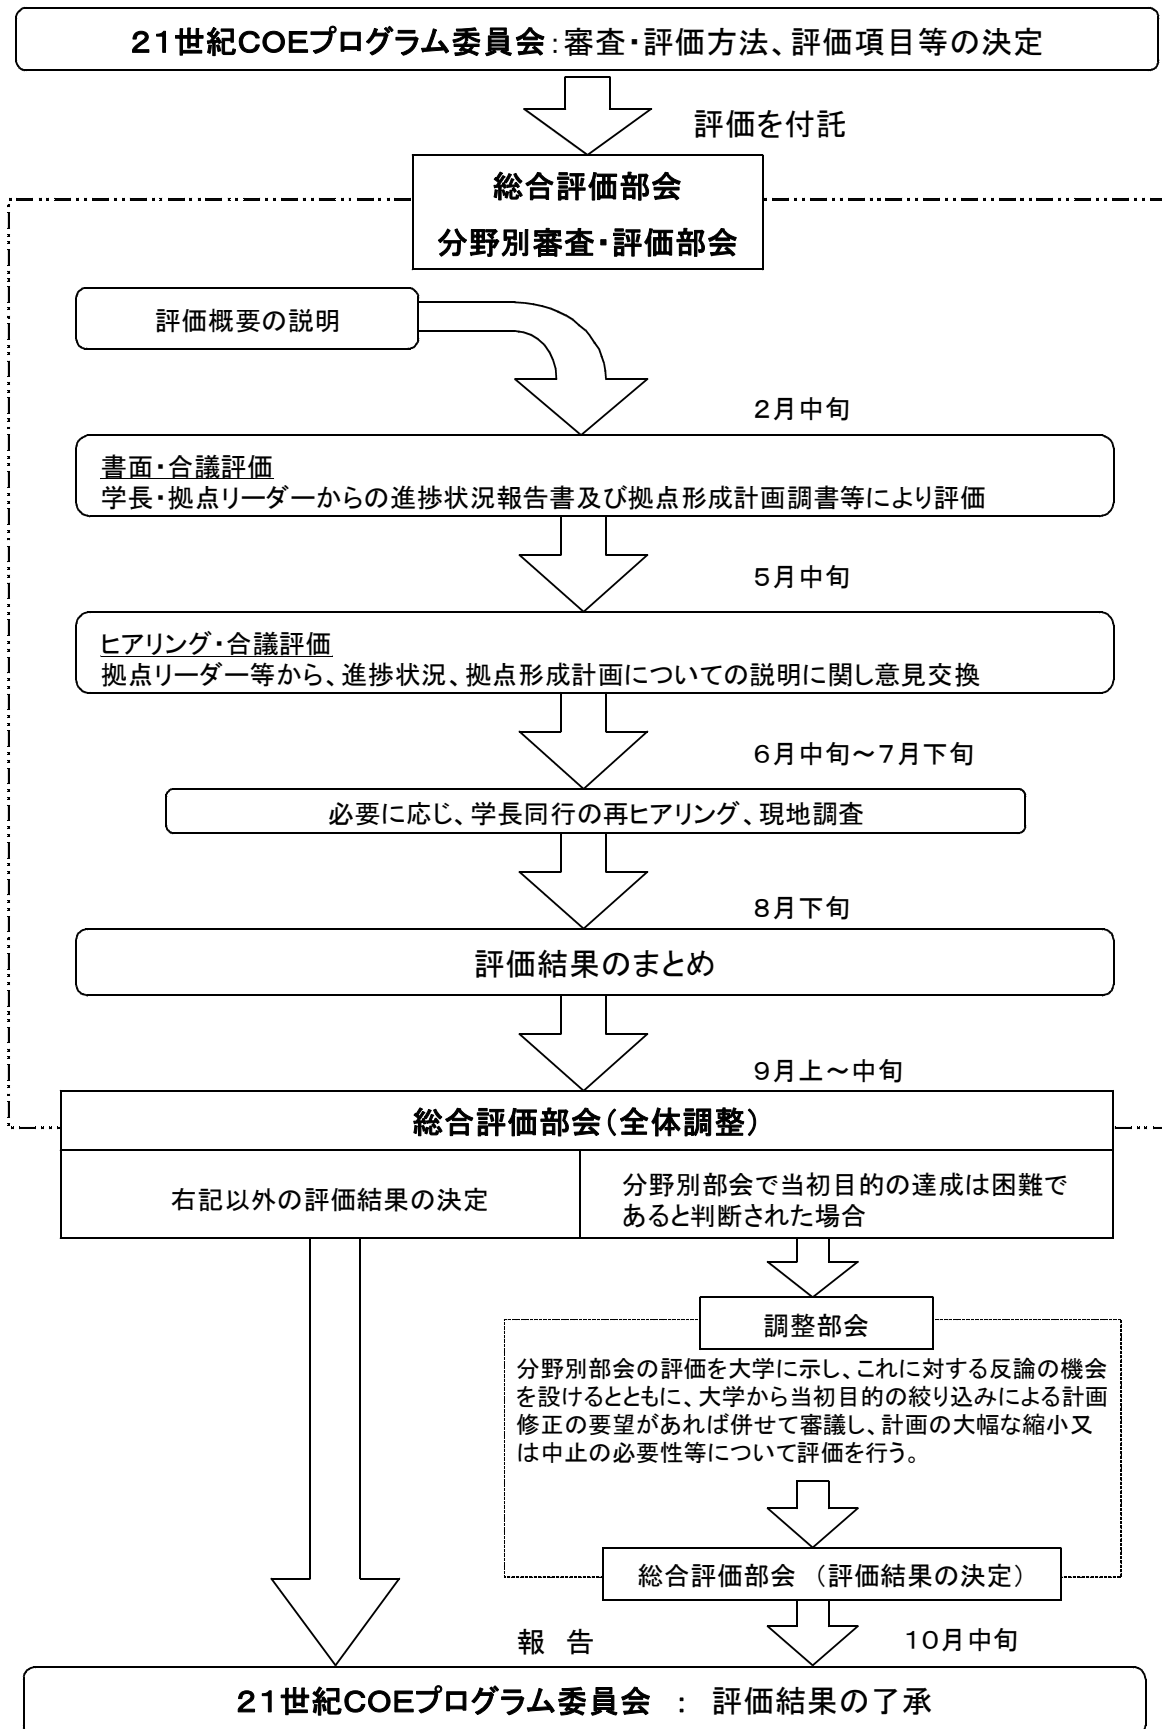 21世紀COEプログラム委員会：審査・評価方法、評価項目等の決定
評価を付託
総合評価部会
分野別審査・評価部会
評価概要の説明
２月中旬
書面・合議評価
学長・拠点リーダーからの進捗状況報告書及び拠点形成計画調書等により評価
５月中旬
ヒアリング・合議評価
拠点リーダー等から、進捗状況、拠点形成計画についての説明に関し意見交換
６月中旬～７月下旬
必要に応じ、学長同行の再ヒアリング、現地調査
８月下旬
評価結果のまとめ
９月上～中旬
総合評価部会（全体調整）
右記以外の評価結果の決定
分野別部会で当初目的の達成は困難で
あると判断された場合
調整部会
分野別部会の評価を大学に示し、これに対する反論の機会
を設けるとともに、大学から当初目的の絞り込みによる計画
修正の要望があれば併せて審議し、計画の大幅な縮小又
は中止の必要性等について評価を行う。
総合評価部会　（評価結果の決定）
報　告
１０月中旬
21世紀COEプログラム委員会　：　評価結果の了承